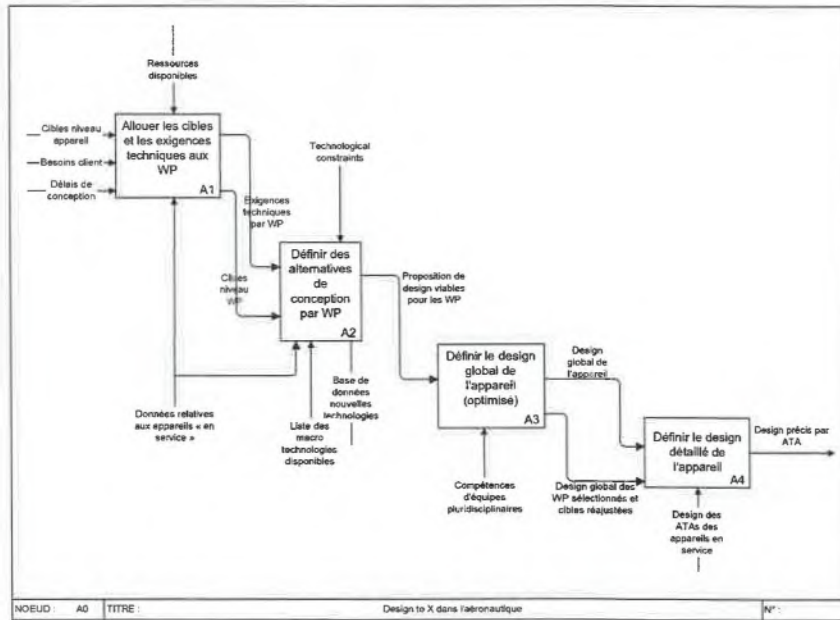 Ressources
disponibles
Cibles niveau
appareil
Besoins client
Délais de
conception
Allouer les cibles
et les exigences
techniques aux
WP
A1
Technological
constraints
Exigences
techniques
par WP
Cibles
niveau
WP
Définir des
alternatives
de
conception
par WP
A2
Proposition de
design viables
pour les WP
Données relatives
aux appareils « en
service »
Liste des
macro
technologies
disponibles
Base de
données
nouvelles
technologies
Définir le design
global de
l'appareil
(optimisé)
A3
Design
global de
l'appareil
Compétences
d'équipes
pluridisciplinaires
Design global des
WP sélectionnés et
cibles réajustées
Définir le design
détaillé de
l'appareil
A4
Design précis par
ATA
Design des
ATAs des
appareils en
service
NOEUD : A0 TITRE : Design to X dans l'aéronautique N° :